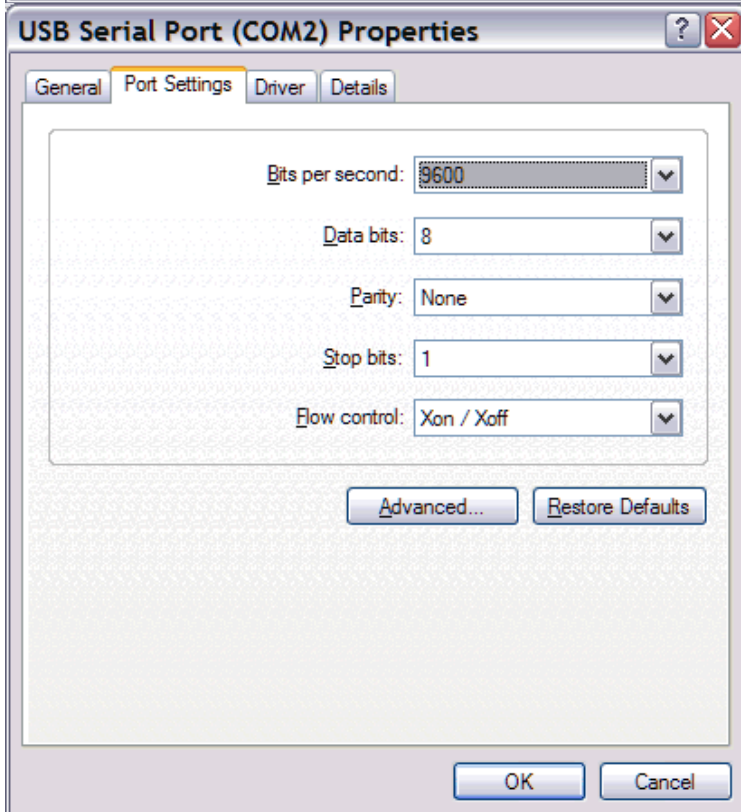 USB Serial Port (COM2) Properties
?
General Port Settings Driver Details
Bits per second: 9600
Data bits: 8
Parity: None
Stop bits: 1
Flow control: Xon / Xoff
Advanced... Restore Defaults
OK Cancel